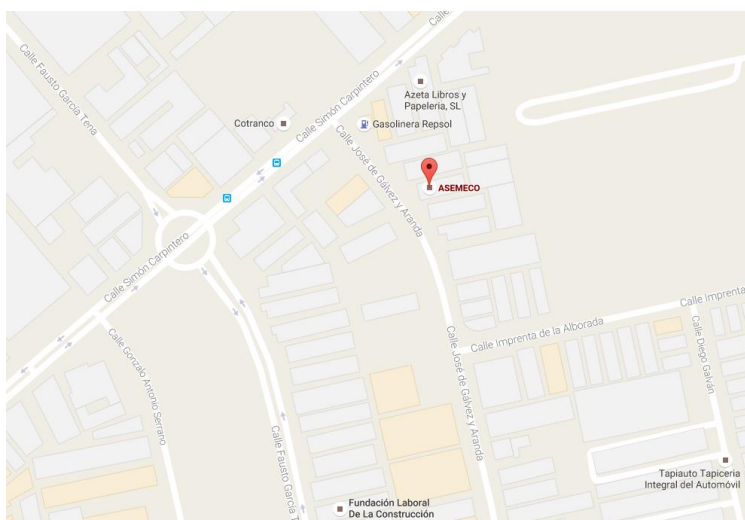 Calle Fausto García Tena
Calle Simón Carpintero
Azeta Libros y
Papelería, SL
Cotranco
Gasolinera Repsol
Calle José de Gálvez y Aranda
ASEMECO
Calle Simón Carpintero
Calle Imprenta
Calle Imprenta de la Alborada
Calle Diego Galván
Calle Gonzalo Antonio Serrano
Calle José de Gálvez y Aranda
Calle Fausto García T
Tapiauto Tapiceria
Integral del Automóvil
Fundación Laboral
De La Construcción